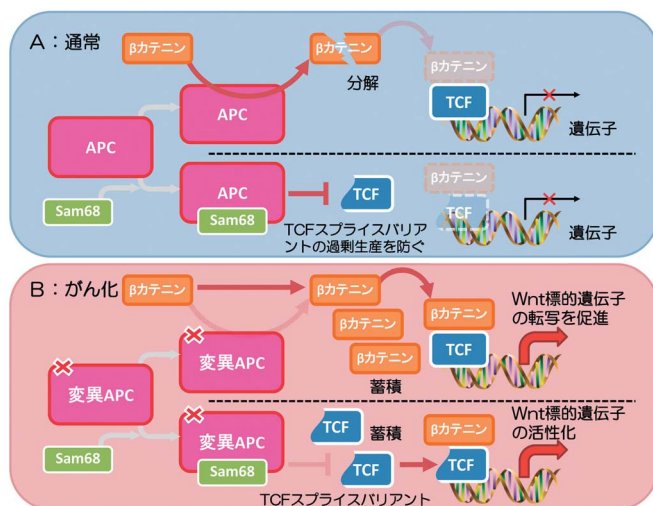 A：通常
βカテニン
βカテニン
分解
βカテニン
APC
TCF
遺伝子
APC
Sam68
APC
Sam68
TCF
TCFスプライスバリ
アントの過剰生産を防ぐ
βカテニン
TCF
遺伝子
B：がん化
βカテニン
βカテニン
βカテニン
βカテニン
蓄積
βカテニン
TCF
Wnt標的遺伝子
の転写を促進
変異APC
変異APC
Sam68
変異APC
Sam68
TCF
蓄積
TCF
TCFスプライスバリアント
βカテニン
TCF
Wnt標的遺伝子
の活性化